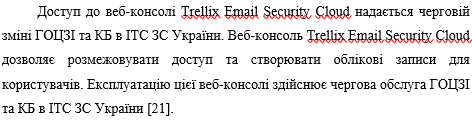 Доступ до веб-консолі Trellix Email Security Cloud надається черговій
зміні ГОЦЗІ та КБ в ІТС ЗС України. Веб-консоль Trellix Email Security Cloud
дозволяє розмежовувати доступ та створювати облікові записи для
користувачів. Експлуатацію цієї веб-консолі здійснює чергова обслуга ГОЦЗІ
та КБ в ІТС ЗС України [21].